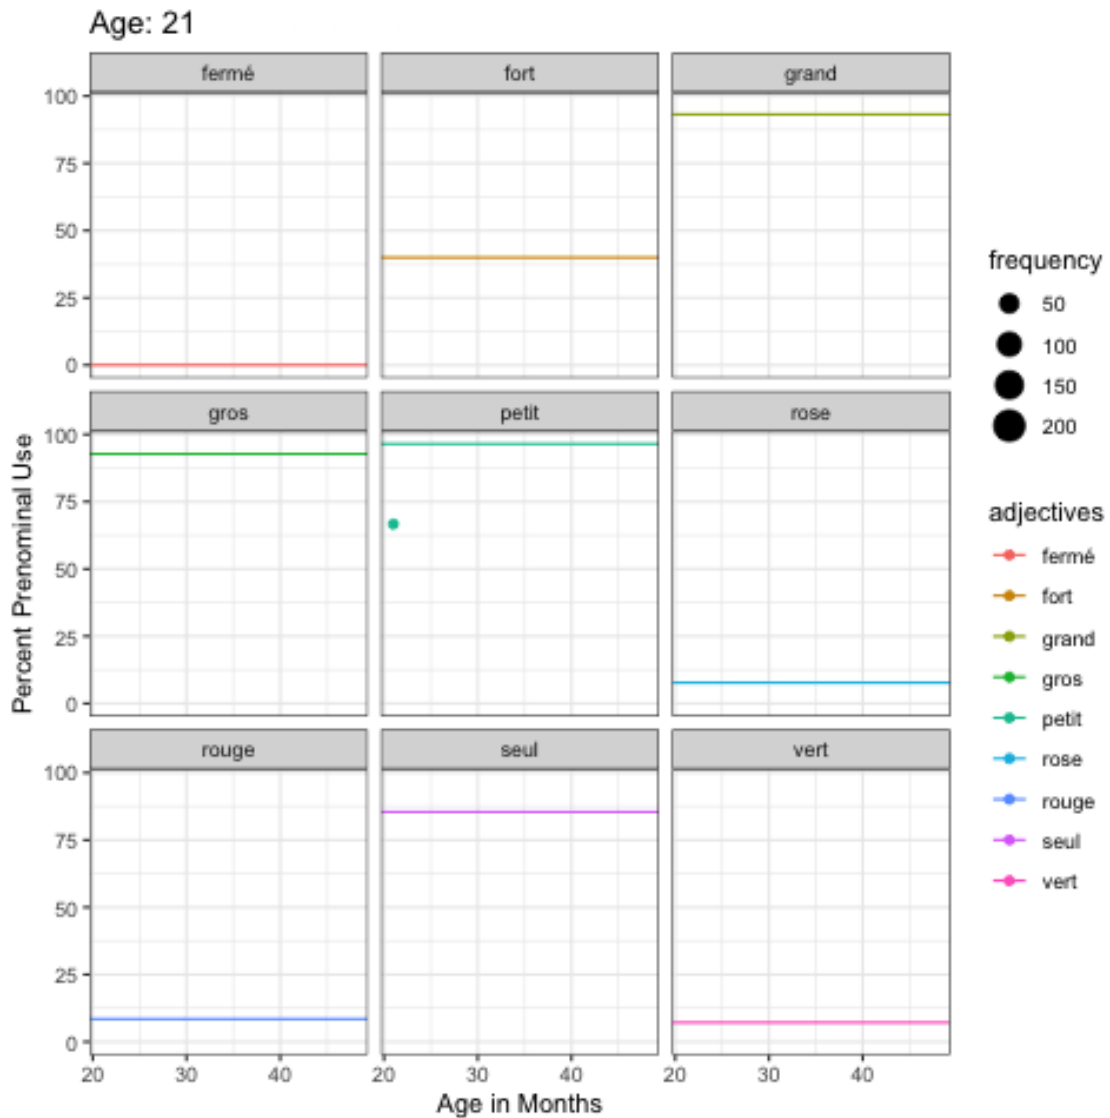 Age: 21
fermé fort grand
100
75
50
25
0
gros petit rose
100
75
50
25
0
rouge seul vert
100
75
50
25
0
20 30 40 20 30 40 20 30 40
Age in Months
Percent Prenominal Use
frequency
50
100
150
200
adjectives
fermé
fort
grand
gros
petit
rose
rouge
seul
vert